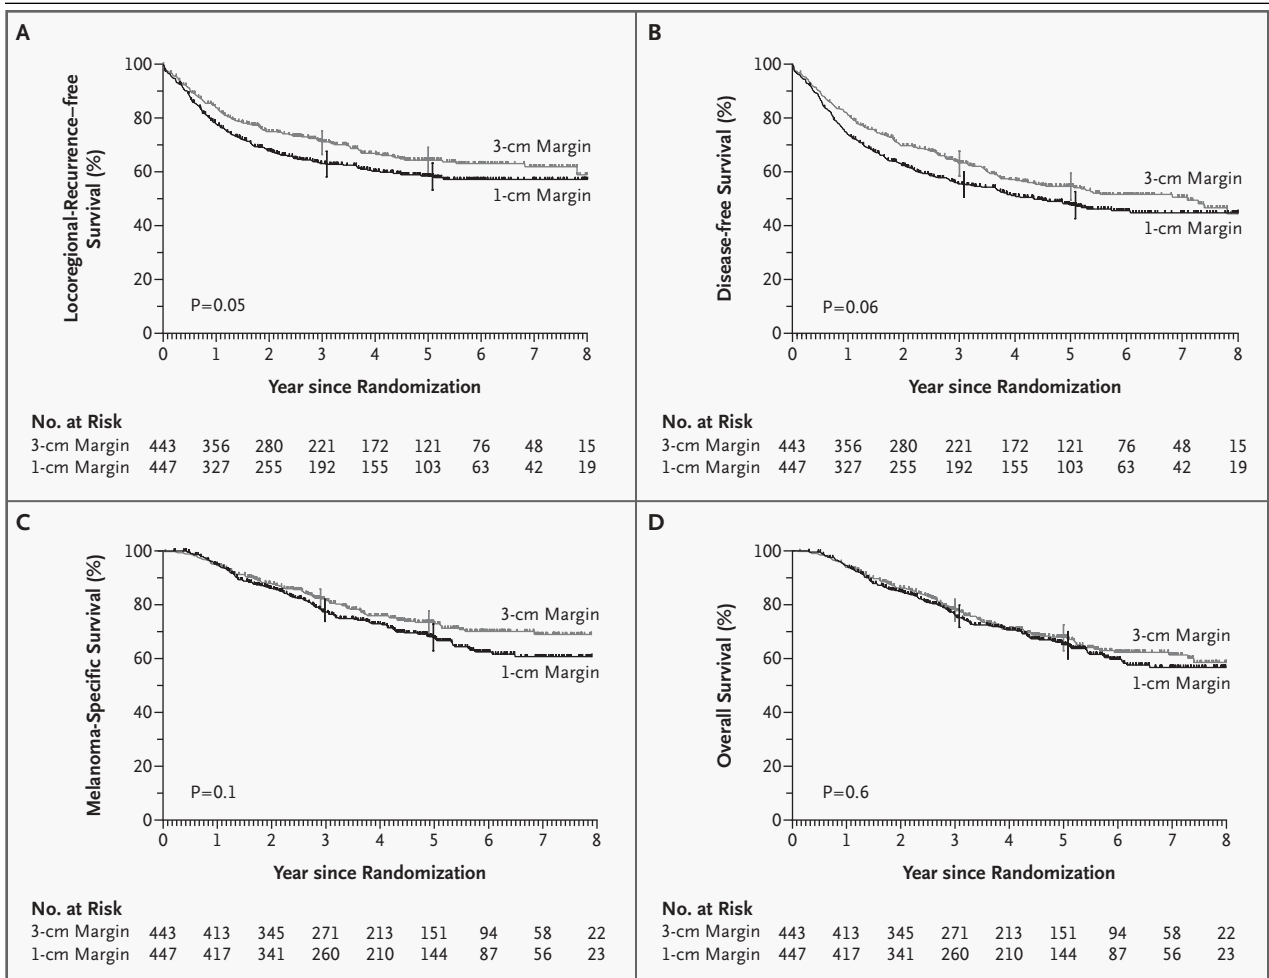 A
Locoregional-Recurrence–free
Survival (%)
100
80
60
40
20
0
3-cm Margin
1-cm Margin
P=0.05
0 1 2 3 4 5 6 7 8
Year since Randomization
No. at Risk
3-cm Margin 443 356 280 221 172 121 76 48 15
1-cm Margin 447 327 255 192 155 103 63 42 19
B
Disease-free Survival (%)
100
80
60
40
20
0
3-cm Margin
1-cm Margin
P=0.06
0 1 2 3 4 5 6 7 8
Year since Randomization
No. at Risk
3-cm Margin 443 356 280 221 172 121 76 48 15
1-cm Margin 447 327 255 192 155 103 63 42 19
C
Melanoma-Specific Survival (%)
100
80
60
40
20
0
3-cm Margin
1-cm Margin
P=0.1
0 1 2 3 4 5 6 7 8
Year since Randomization
No. at Risk
3-cm Margin 443 413 345 271 213 151 94 58 22
1-cm Margin 447 417 341 260 210 144 87 56 23
D
Overall Survival (%)
100
80
60
40
20
0
3-cm Margin
1-cm Margin
P=0.6
0 1 2 3 4 5 6 7 8
Year since Randomization
No. at Risk
3-cm Margin 443 413 345 271 213 151 94 58 22
1-cm Margin 447 417 341 260 210 144 87 56 23